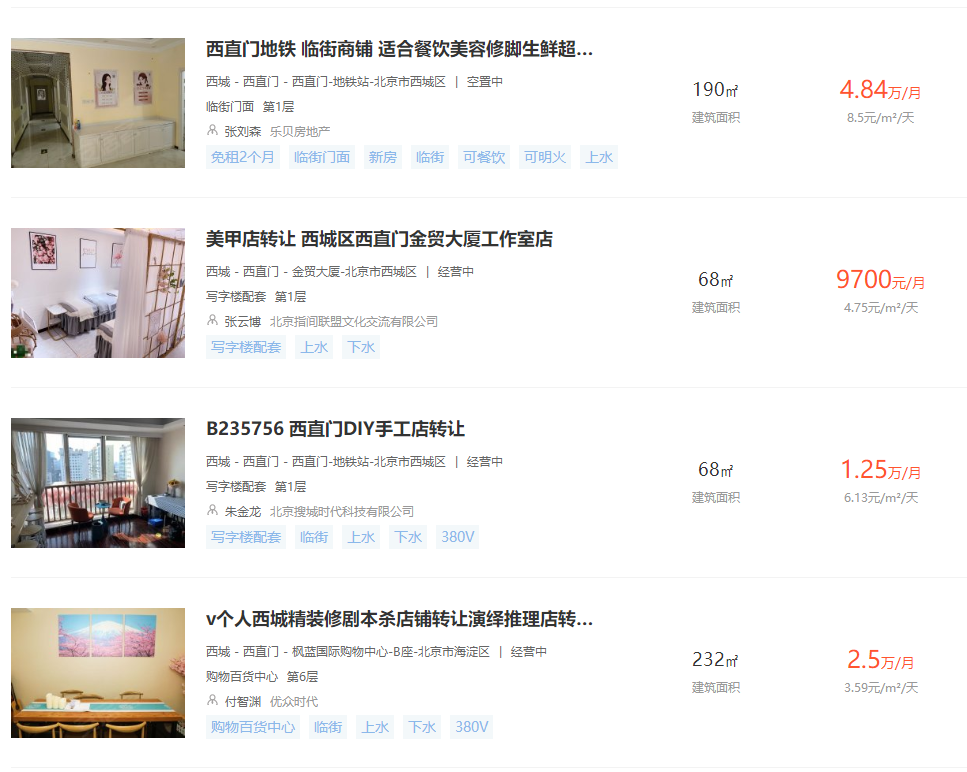 西直门地铁 临街商铺 适合餐饮美容修脚生鲜超...
西城 - 西直门 - 西直门-地铁站-北京市西城区 | 空置中
临街门面 第1层
张刘森 乐贝房地产
免租2个月 临街门面 新房 临街 可餐饮 可明火 上水
190㎡
建筑面积
4.84万/月
8.5元/m²/天
美甲店转让 西城区西直门金贸大厦工作室店
西城 - 西直门 - 金贸大厦-北京市西城区 | 经营中
写字楼配套 第1层
张云博 北京指间联盟文化交流有限公司
写字楼配套 上水 下水
68㎡
建筑面积
9700元/月
4.75元/m²/天
B235756 西直门DIY手工店转让
西城 - 西直门 - 西直门-地铁站-北京市西城区 | 经营中
写字楼配套 第1层
朱金龙 北京搜城时代科技有限公司
写字楼配套 临街 上水 下水 380V
68㎡
建筑面积
1.25万/月
6.13元/m²/天
v个人西城精装修剧本杀店铺转让演绎推理店转...
西城 - 西直门 - 枫蓝国际购物中心-B座-北京市海淀区 | 经营中
购物百货中心 第6层
付智渊 优众时代
购物百货中心 临街 上水 下水 380V
232㎡
建筑面积
2.5万/月
3.59元/m²/天